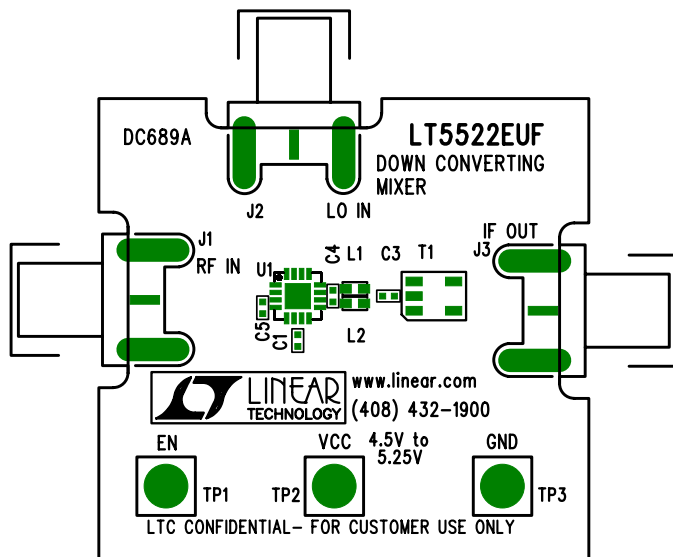 DC689A
LT5522EUF
DOWN CONVERTING
MIXER
J2
LO IN
J1
RF IN
IF OUT
J3
U1
C4
L1
C3
T1
C5
C1
L2
LINEAR
TECHNOLOGY
www.linear.com
(408) 432-1900
EN
VCC
4.5V to
5.25V
GND
TP1
TP2
TP3
LTC CONFIDENTIAL- FOR CUSTOMER USE ONLY